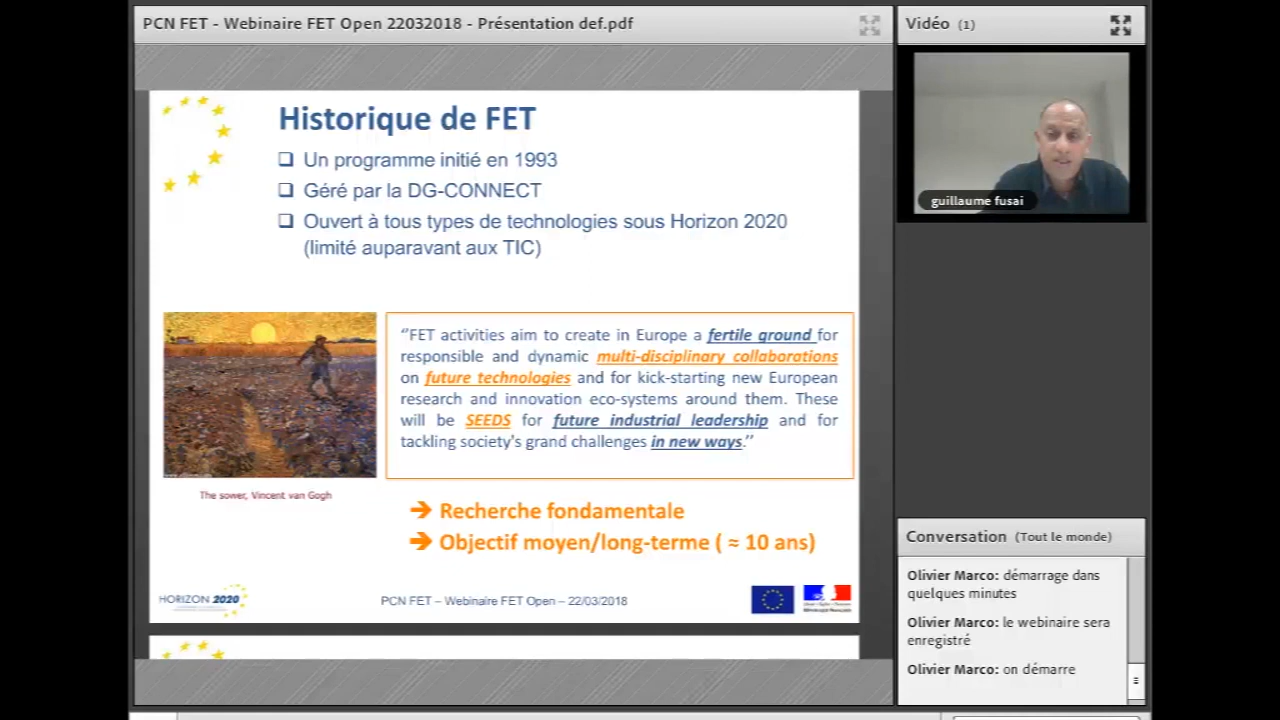 PCN FET - Webinaire FET Open 22032018 - Présentation def.pdf
Historique de FET
Un programme initié en 1993
Géré par la DG-CONNECT
Ouvert à tous types de technologies sous Horizon 2020
(limité auparavant aux TIC)
"FET activities aim to create in Europe a fertile ground for
responsible and dynamic multi-disciplinary collaborations
on future technologies and for kick-starting new European
research and innovation eco-systems around them. These
will be SEEDS for future industrial leadership and for
tackling society's grand challenges in new ways."
The sower, Vincent van Gogh
➔ Recherche fondamentale
➔ Objectif moyen/long-terme ( ≈ 10 ans)
HORIZON 2020
PCN FET – Webinaire FET Open – 22/03/2018
Vidéo (1)
guillaume fusai
Conversation (Tout le monde)
Olivier Marco: démarrage dans
quelques minutes
Olivier Marco: le webinaire sera
enregistré
Olivier Marco: on démarre